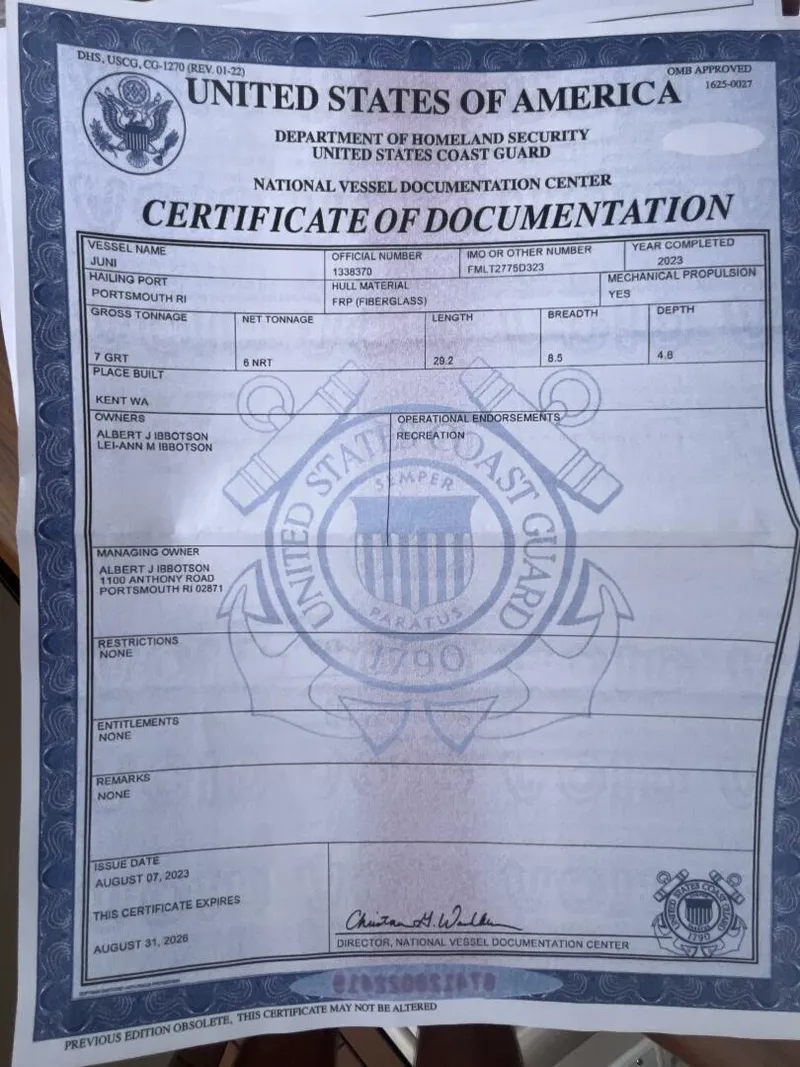 DHS, USCG, CG-1270 (REV. 01-22)
OMB APPROVED
1625-0027
UNITED STATES OF AMERICA
DEPARTMENT OF HOMELAND SECURITY
UNITED STATES COAST GUARD
NATIONAL VESSEL DOCUMENTATION CENTER
CERTIFICATE OF DOCUMENTATION
VESSEL NAME
JUNI
OFFICIAL NUMBER
1338370
IMO OR OTHER NUMBER
FMLT2775D323
YEAR COMPLETED
2023
HAILING PORT
PORTSMOUTH RI
HULL MATERIAL
FRP (FIBERGLASS)
MECHANICAL PROPULSION
YES
GROSS TONNAGE
7 GRT
NET TONNAGE
6 NRT
LENGTH
29.2
BREADTH
8.5
DEPTH
4.8
PLACE BUILT
KENT WA
OWNERS
ALBERT J IBBOTSON
LEI-ANN M IBBOTSON
OPERATIONAL ENDORSEMENTS
RECREATION
UNITED STATES COAST GUARD
SEMPER
PARATUS
1790
MANAGING OWNER
ALBERT J IBBOTSON
1100 ANTHONY ROAD
PORTSMOUTH RI 02871
RESTRICTIONS
NONE
ENTITLEMENTS
NONE
REMARKS
NONE
ISSUE DATE
AUGUST 07, 2023
THIS CERTIFICATE EXPIRES
AUGUST 31, 2026
DIRECTOR, NATIONAL VESSEL DOCUMENTATION CENTER
UNITED STATES COAST GUARD
1790
PREVIOUS EDITION OBSOLETE, THIS CERTIFICATE MAY NOT BE ALTERED